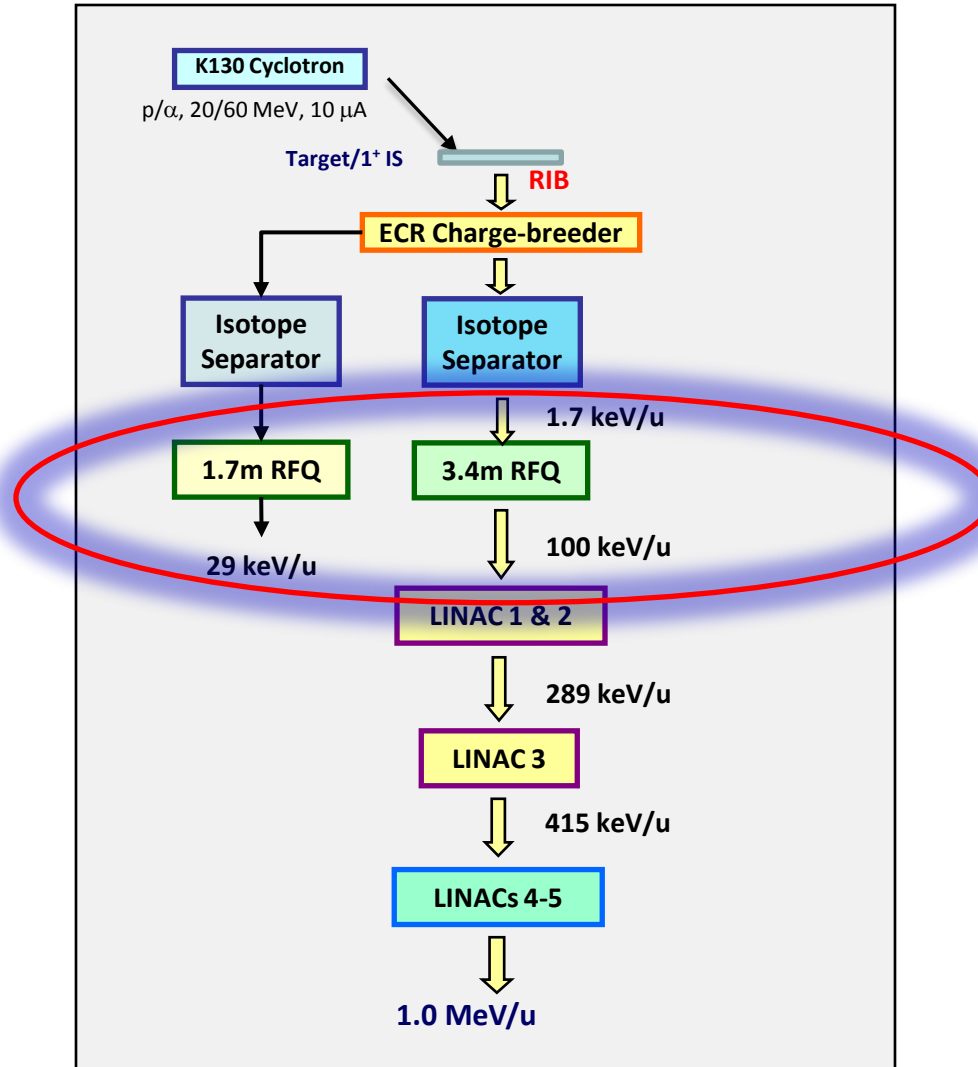 K130 Cyclotron
p/α, 20/60 MeV, 10 μA
Target/1⁺ IS
RIB
ECR Charge-breeder
Isotope
Separator
Isotope
Separator
1.7 keV/u
1.7m RFQ
3.4m RFQ
29 keV/u
100 keV/u
LINAC 1 & 2
289 keV/u
LINAC 3
415 keV/u
LINACs 4-5
1.0 MeV/u